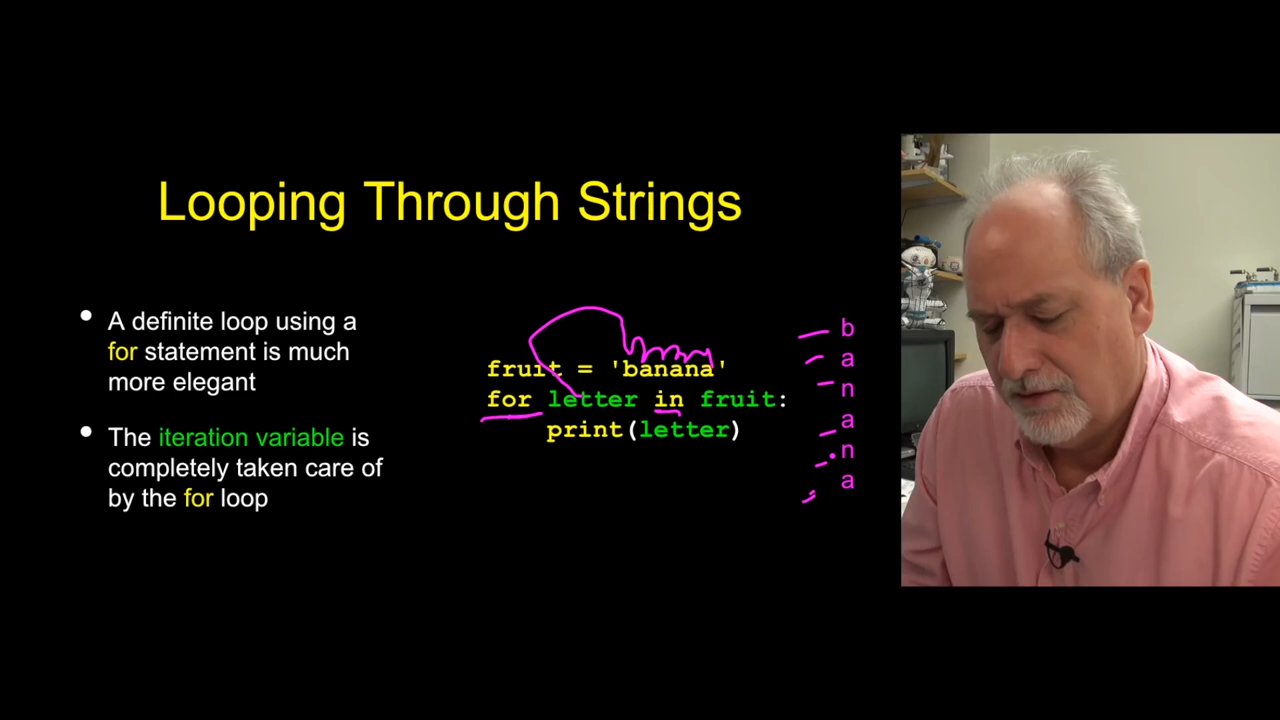 Looping Through Strings
• A definite loop using a
for statement is much
more elegant
• The iteration variable is
completely taken care of
by the for loop
fruit = 'banana'
for letter in fruit:
    print(letter)
b
a
n
a
n
a